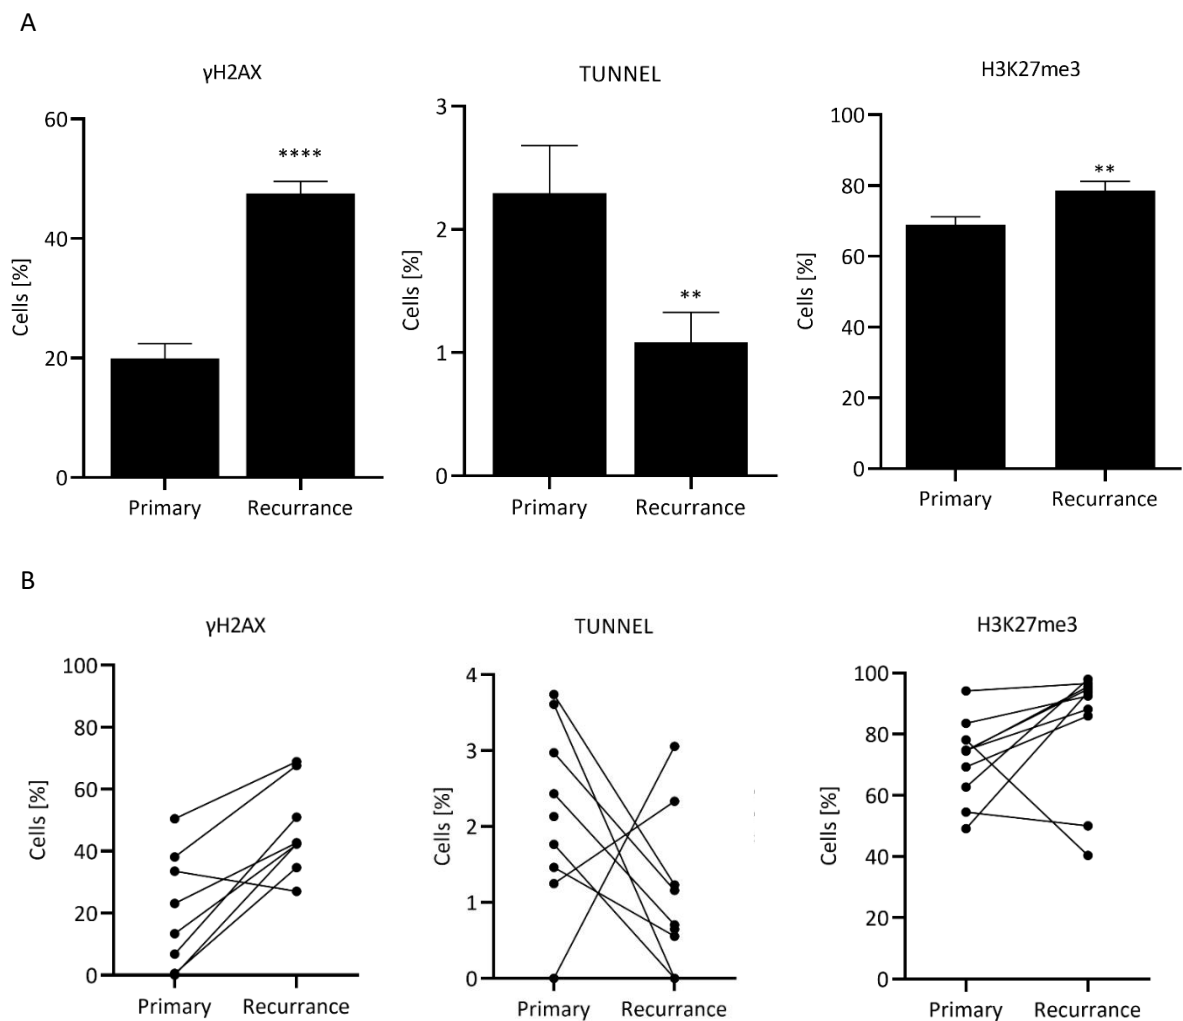 A
γH2AX
TUNNEL
H3K27me3
60
40
20
0
Cells [%]
****
Primary
Recurrance
3
2
1
0
Cells [%]
**
Primary
Recurrance
100
80
60
40
20
0
Cells [%]
**
Primary
Recurrance
B
γH2AX
TUNNEL
H3K27me3
100
80
60
40
20
0
Cells [%]
Primary
Recurrance
4
3
2
1
0
Cells [%]
Primary
Recurrance
100
80
60
40
20
0
Cells [%]
Primary
Recurrance